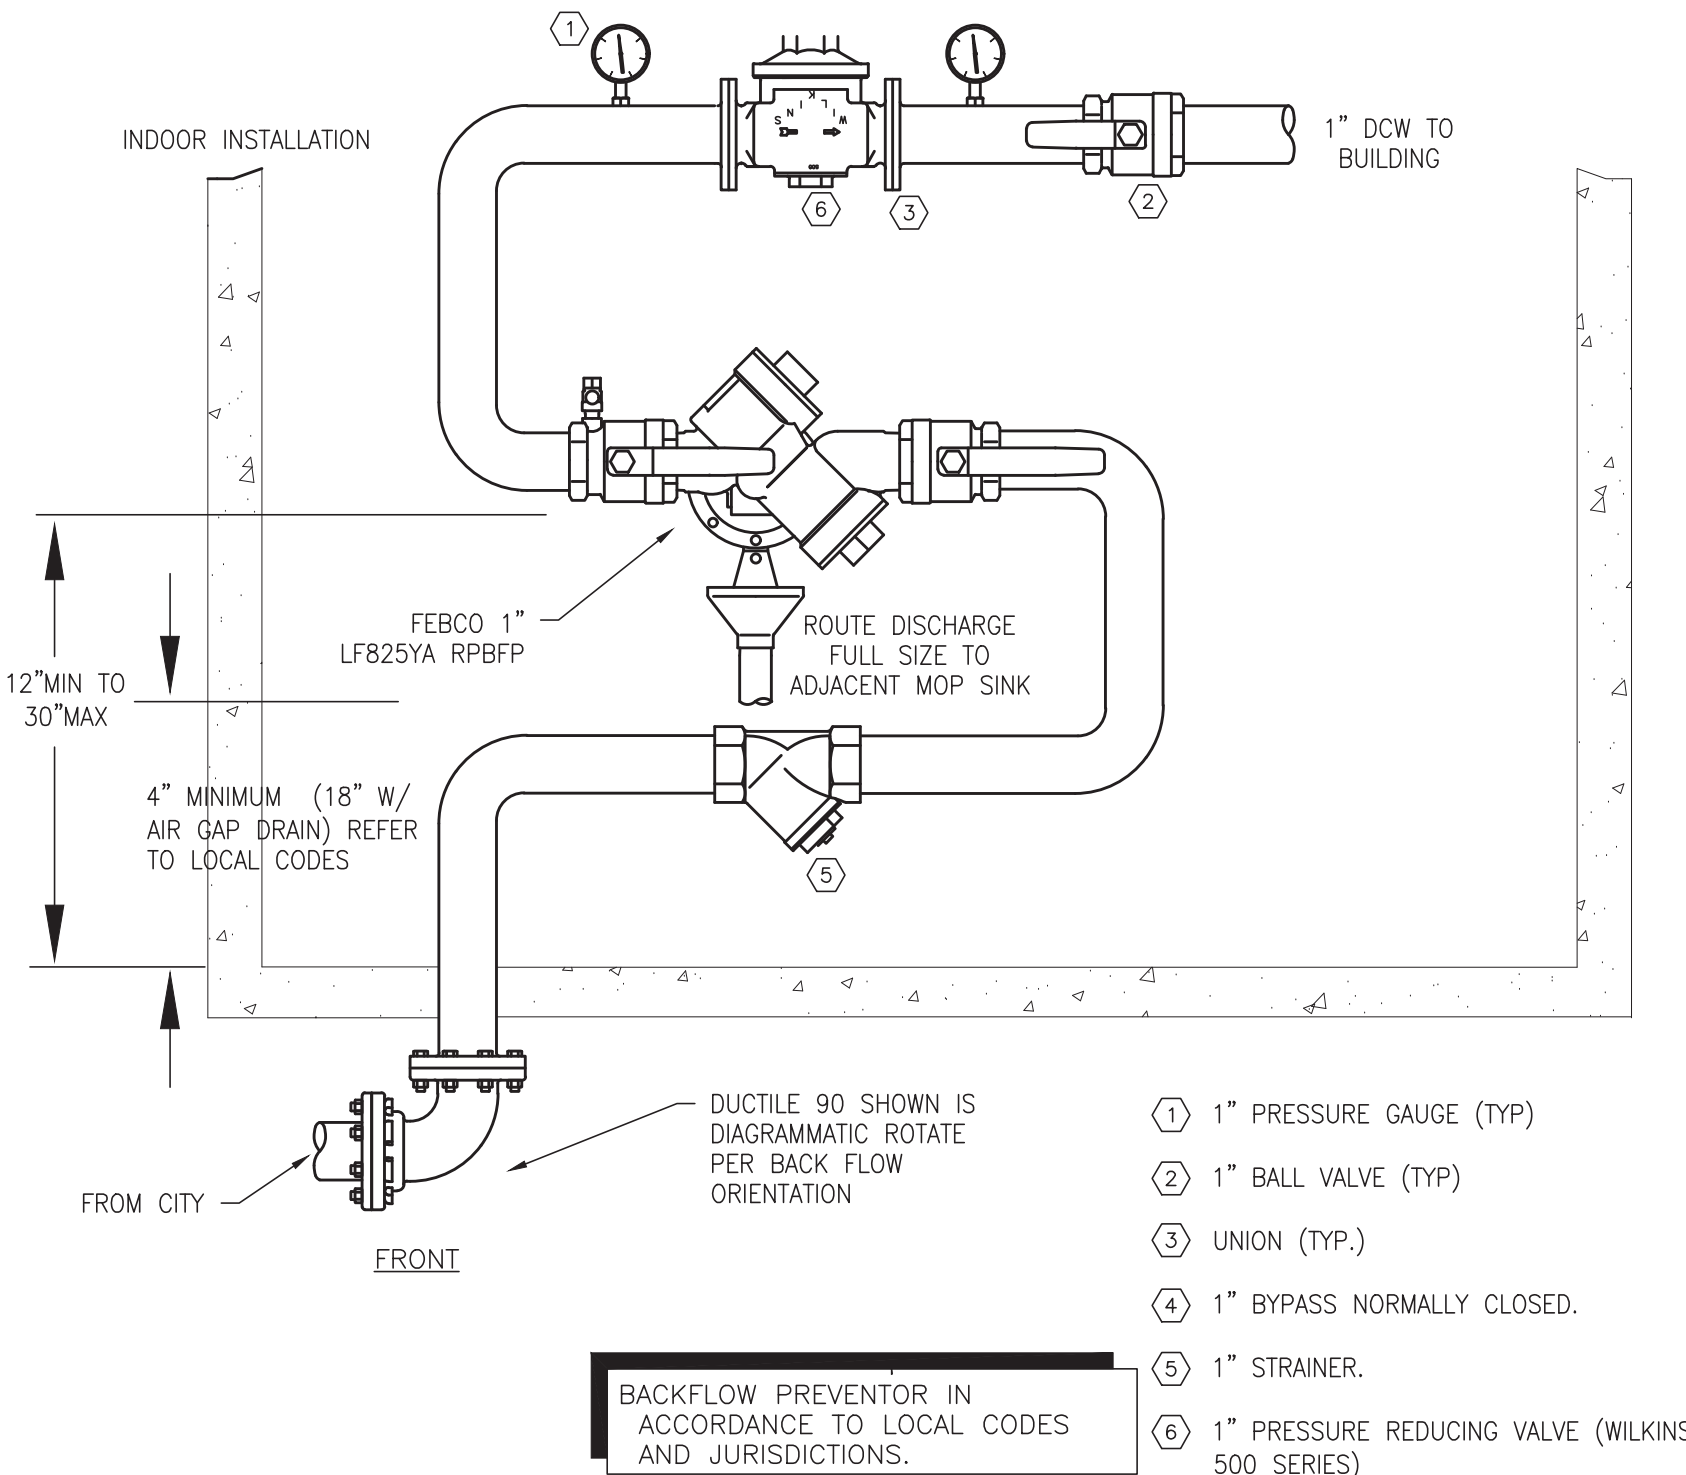 1
INDOOR INSTALLATION
WILKINS
1" DCW TO
BUILDING
6
3
2
FEBCO 1"
LF825YA RPBFP
ROUTE DISCHARGE
FULL SIZE TO
ADJACENT MOP SINK
12"MIN TO
30"MAX
4" MINIMUM (18" W/
AIR GAP DRAIN) REFER
TO LOCAL CODES
5
DUCTILE 90 SHOWN IS
DIAGRAMMATIC ROTATE
PER BACK FLOW
ORIENTATION
FROM CITY
FRONT
1 1" PRESSURE GAUGE (TYP)
2 1" BALL VALVE (TYP)
3 UNION (TYP.)
4 1" BYPASS NORMALLY CLOSED.
5 1" STRAINER.
6 1" PRESSURE REDUCING VALVE (WILKINS
500 SERIES)
BACKFLOW PREVENTOR IN
ACCORDANCE TO LOCAL CODES
AND JURISDICTIONS.